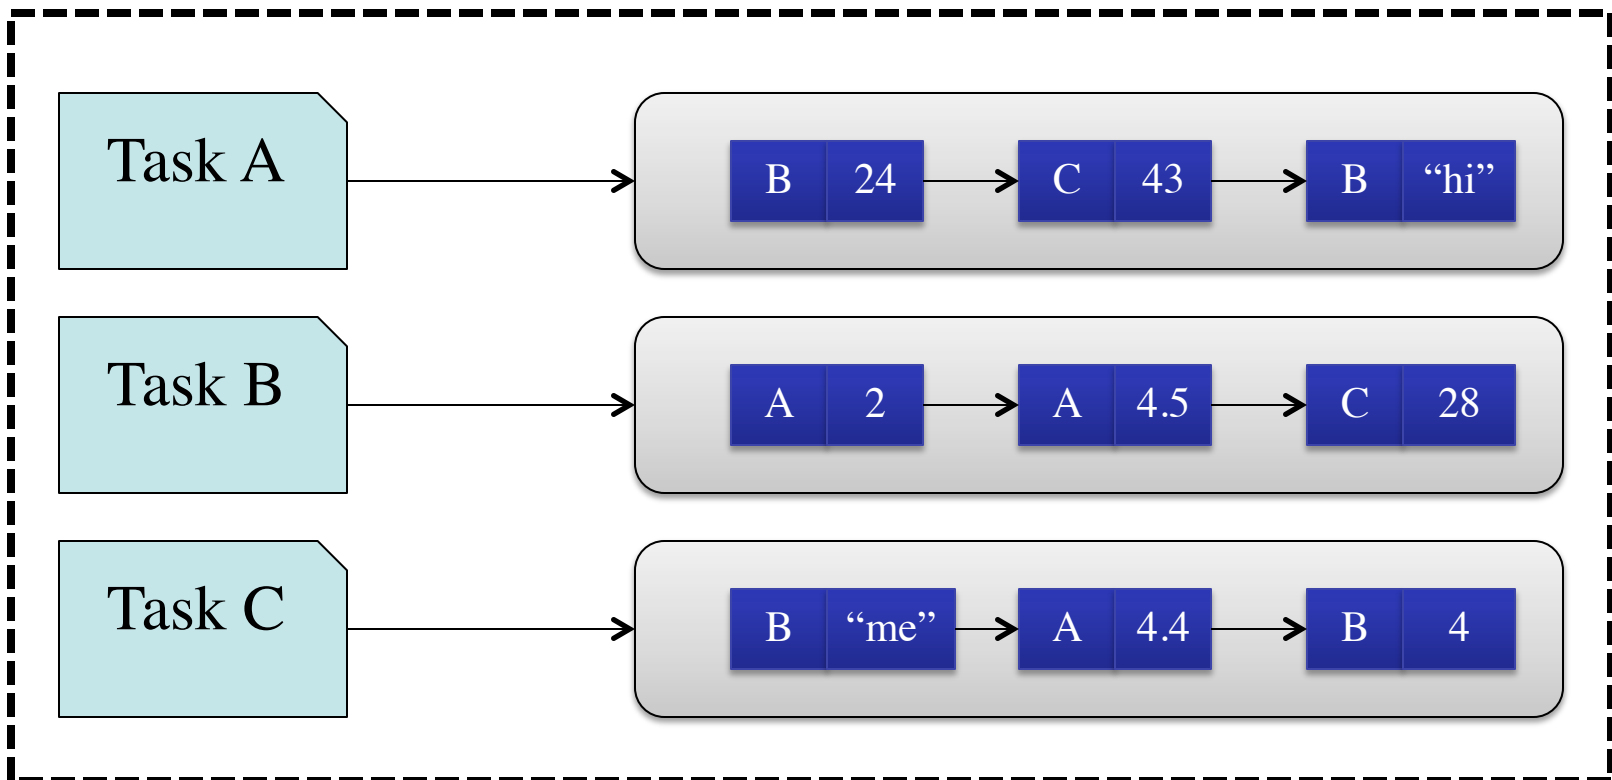 Task A
B 24 C 43 B “hi”
Task B
A 2 A 4.5 C 28
Task C
B “me” A 4.4 B 4